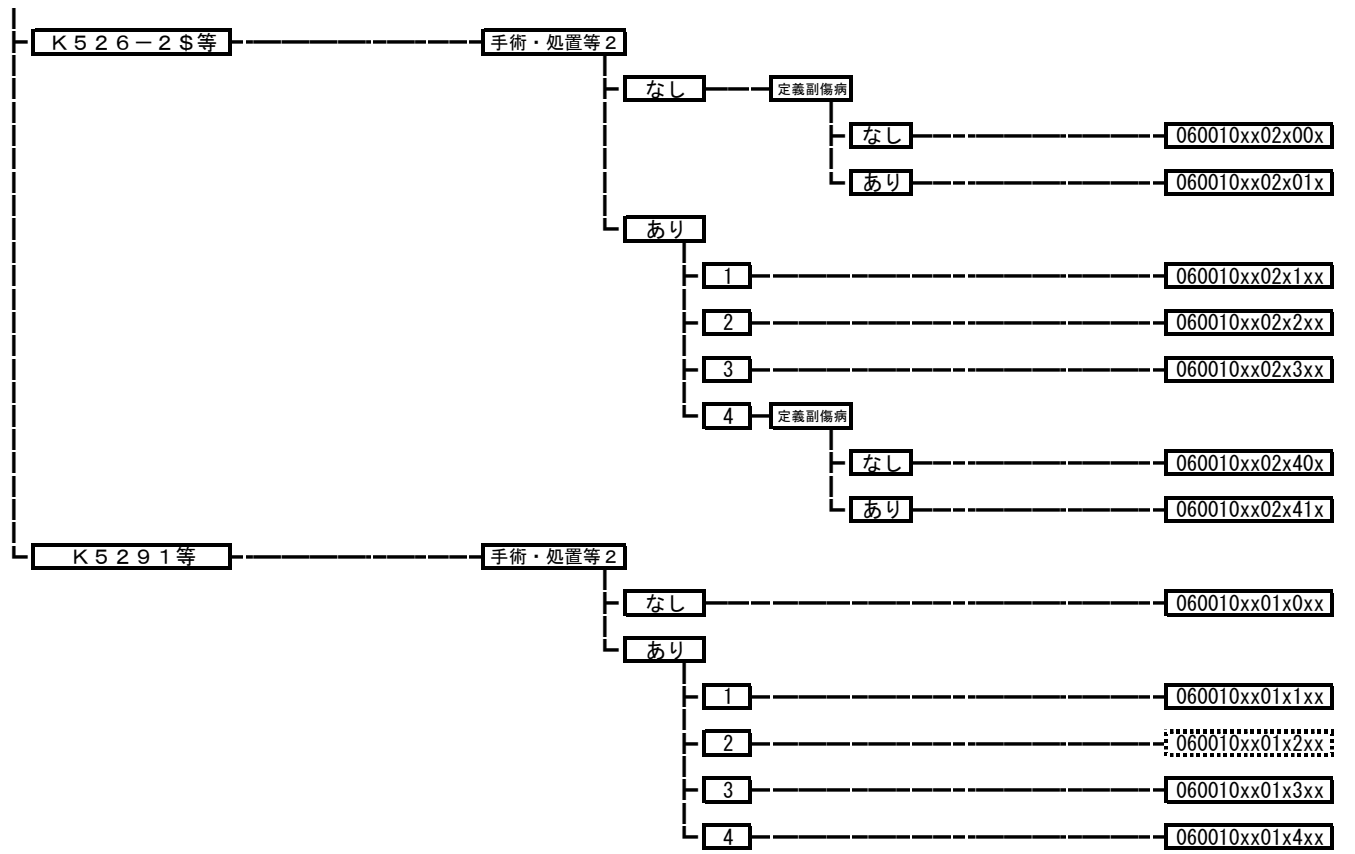 Ｋ５２６－２＄等 手術・処置等２
なし 定義副傷病
なし 060010xx02x00x
あり 060010xx02x01x
あり
1 060010xx02x1xx
2 060010xx02x2xx
3 060010xx02x3xx
4 定義副傷病
なし 060010xx02x40x
あり 060010xx02x41x
Ｋ５２９１等 手術・処置等２
なし 060010xx01x0xx
あり
1 060010xx01x1xx
2 060010xx01x2xx
3 060010xx01x3xx
4 060010xx01x4xx